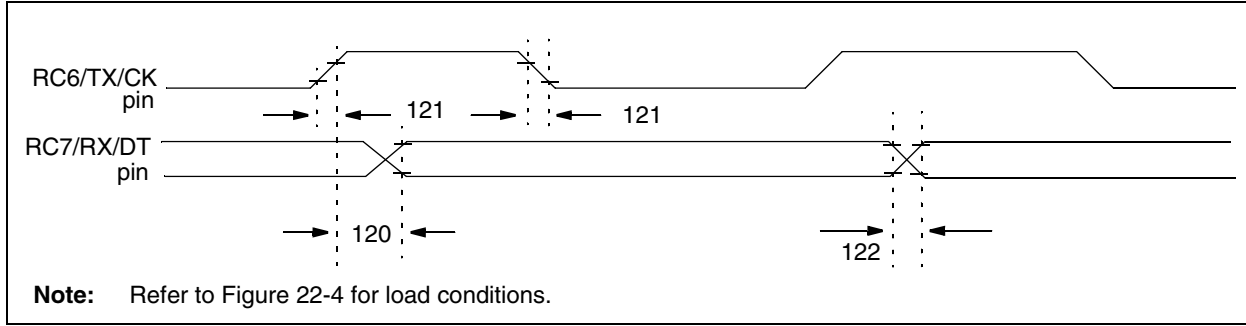 RC6/TX/CK
pin
121
121
RC7/RX/DT
pin
120
122
Note: Refer to Figure 22-4 for load conditions.